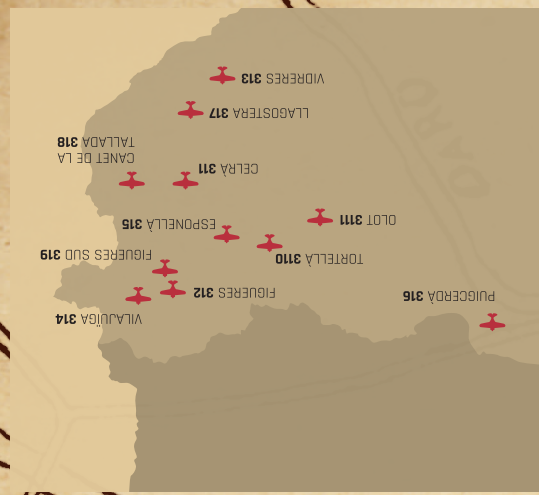 VILAJUÏGA 314
PUIGCERDÀ 316
FIGUERES 312
TORTELLÀ 3110
FIGUERES SUD 319
ESPONELLÀ 315
OLOT 3111
CELRÀ 311
CANET DE LA
TALLADA 318
LLAGOSTERA 317
VIDRERES 313
DARO